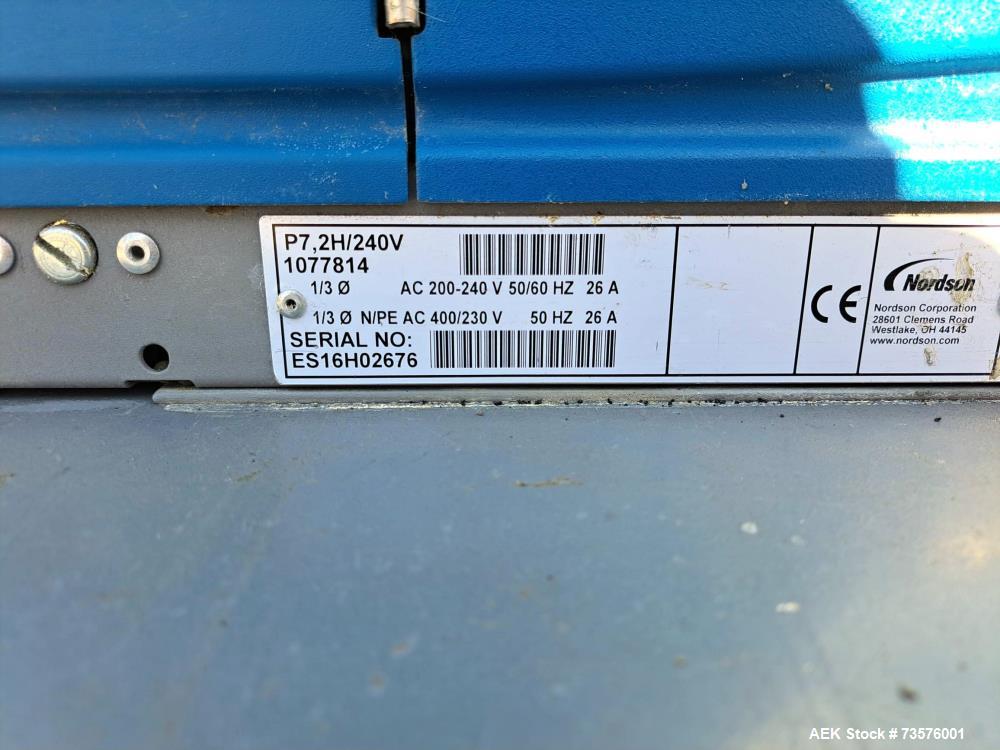 P7,2H/240V
1077814
1/3 Ø AC 200-240 V 50/60 HZ 26 A
1/3 Ø N/PE AC 400/230 V 50 HZ 26 A
SERIAL NO:
ES16H02676
CE
Nordson
Nordson Corporation
28601 Clemens Road
Westlake, OH 44145
www.nordson.com
AEK Stock # 73576001